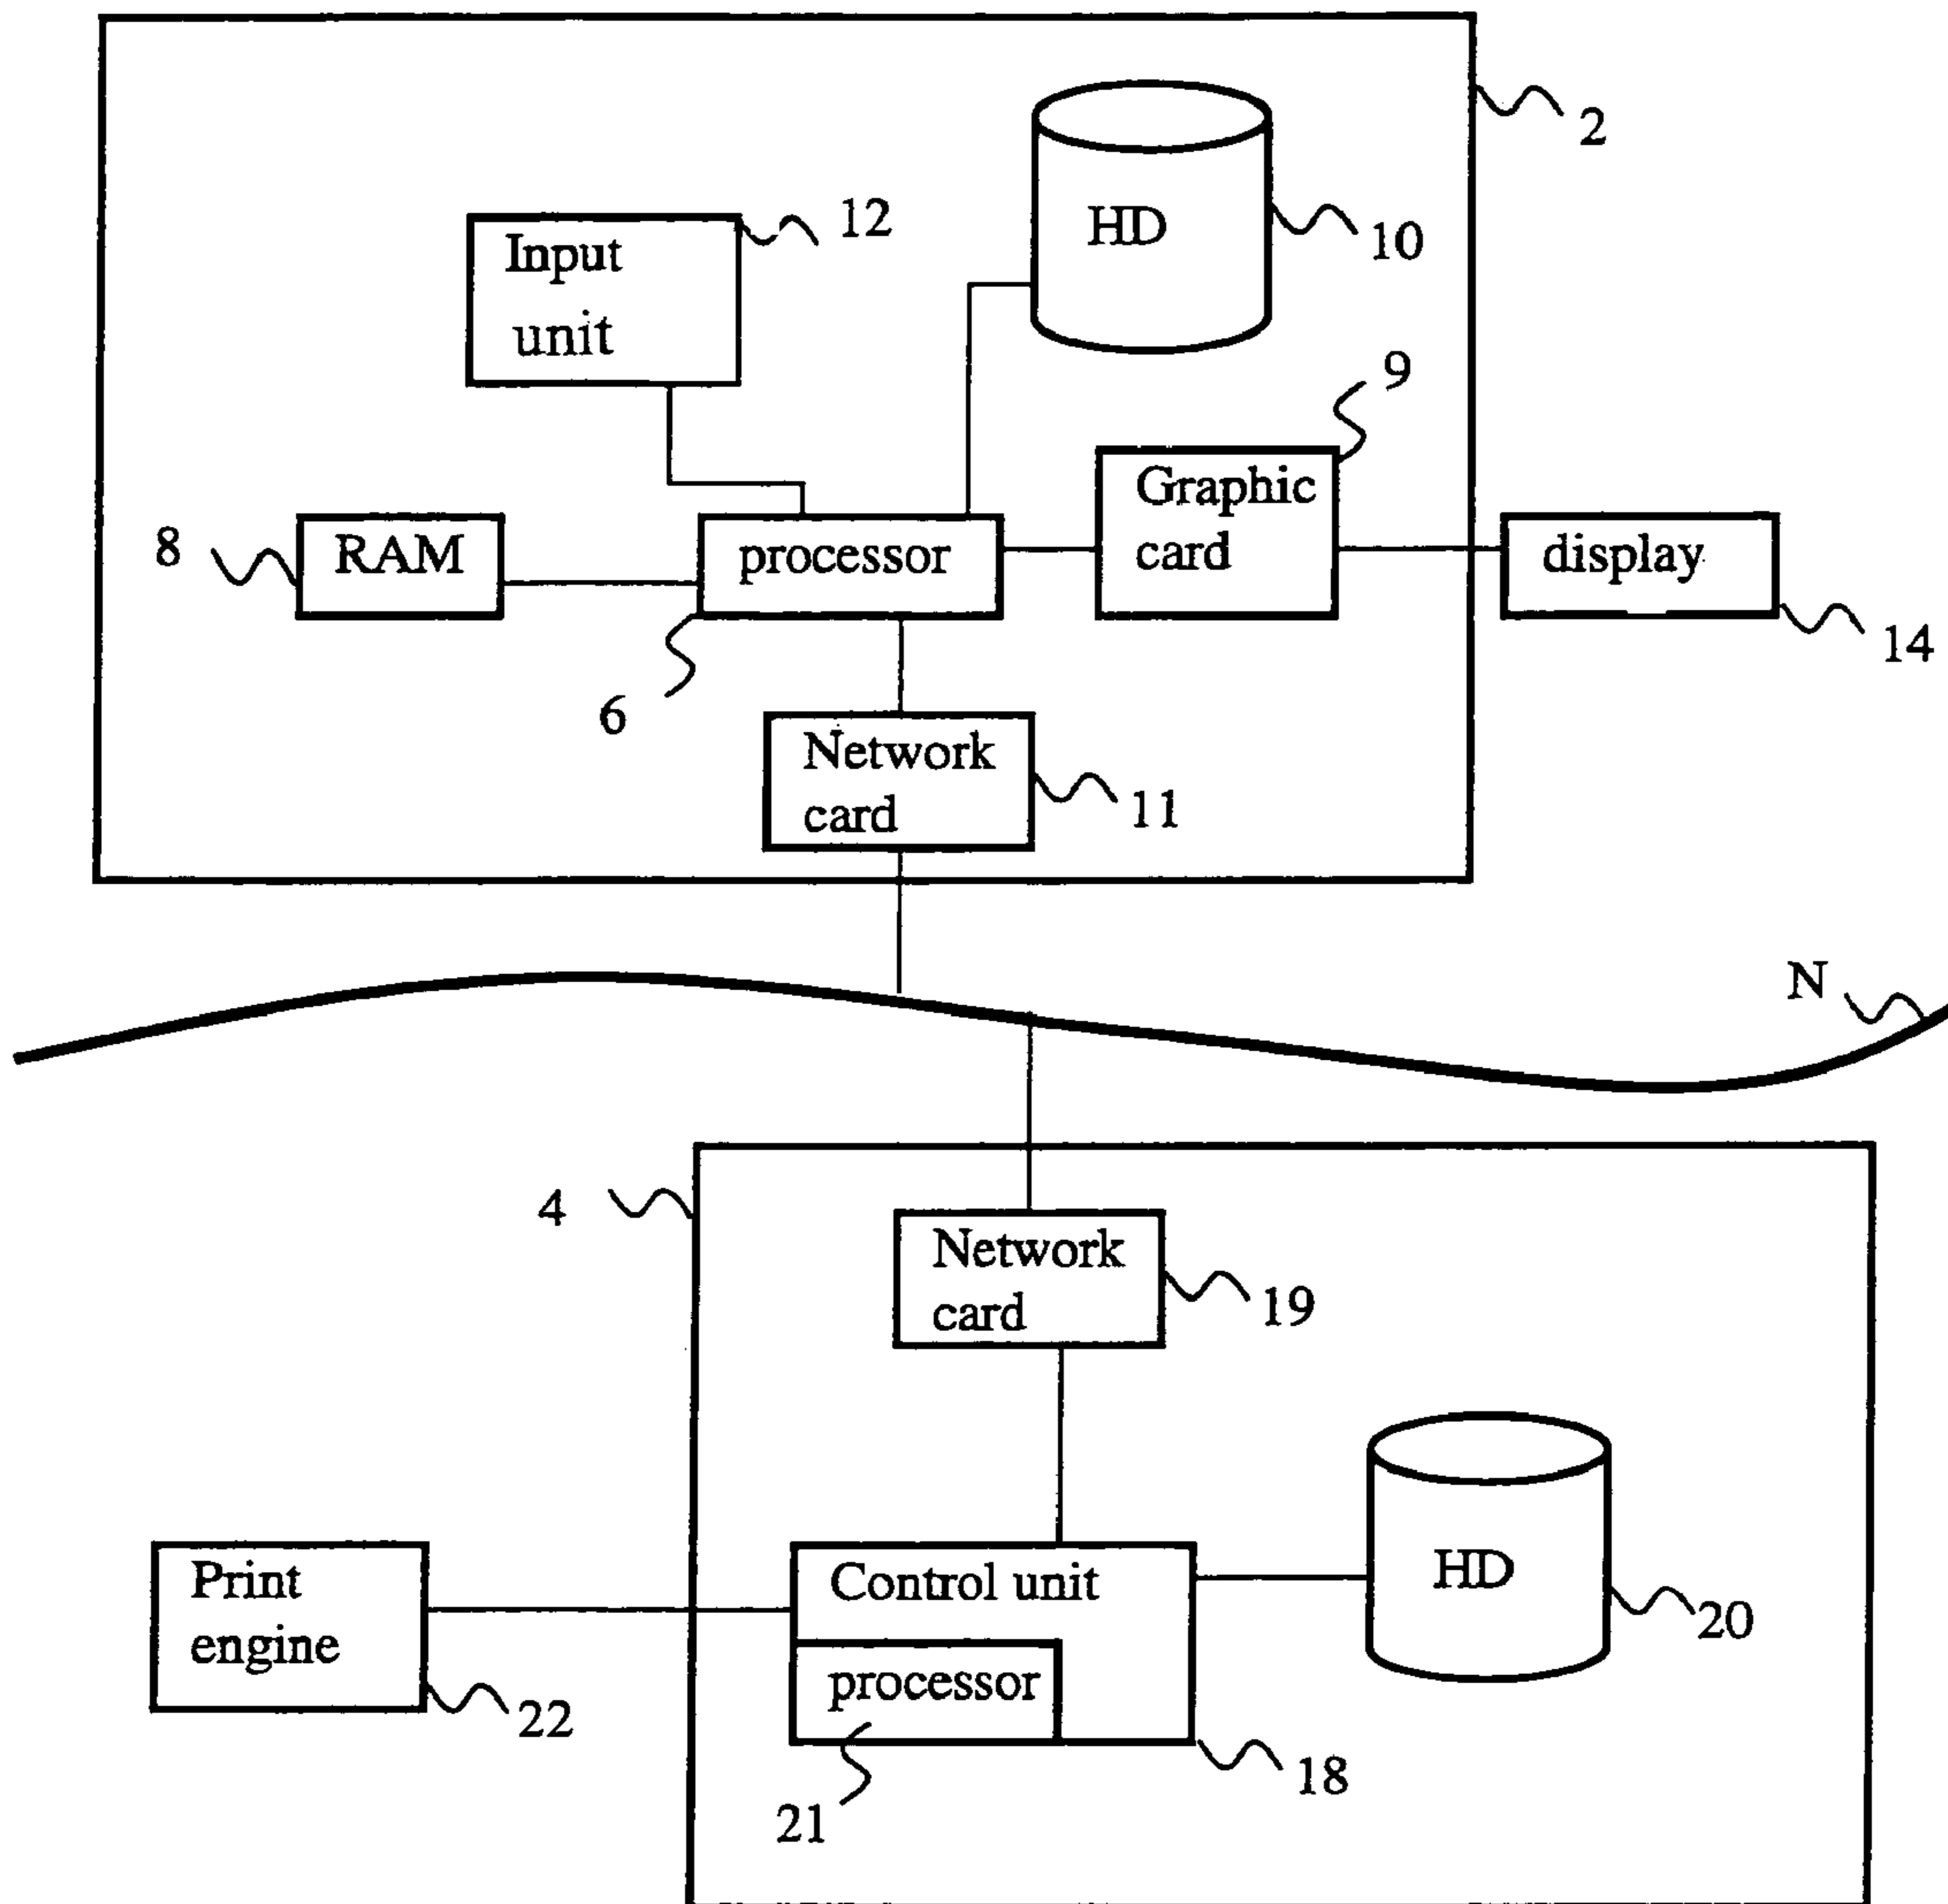 2
HD
12
10
Input
unit
9
Graphic
card
8
RAM
processor
display
14
6
Network
card
11
N
4
Network
card
19
Print
engine
Control unit
HD
20
processor
22
18
21